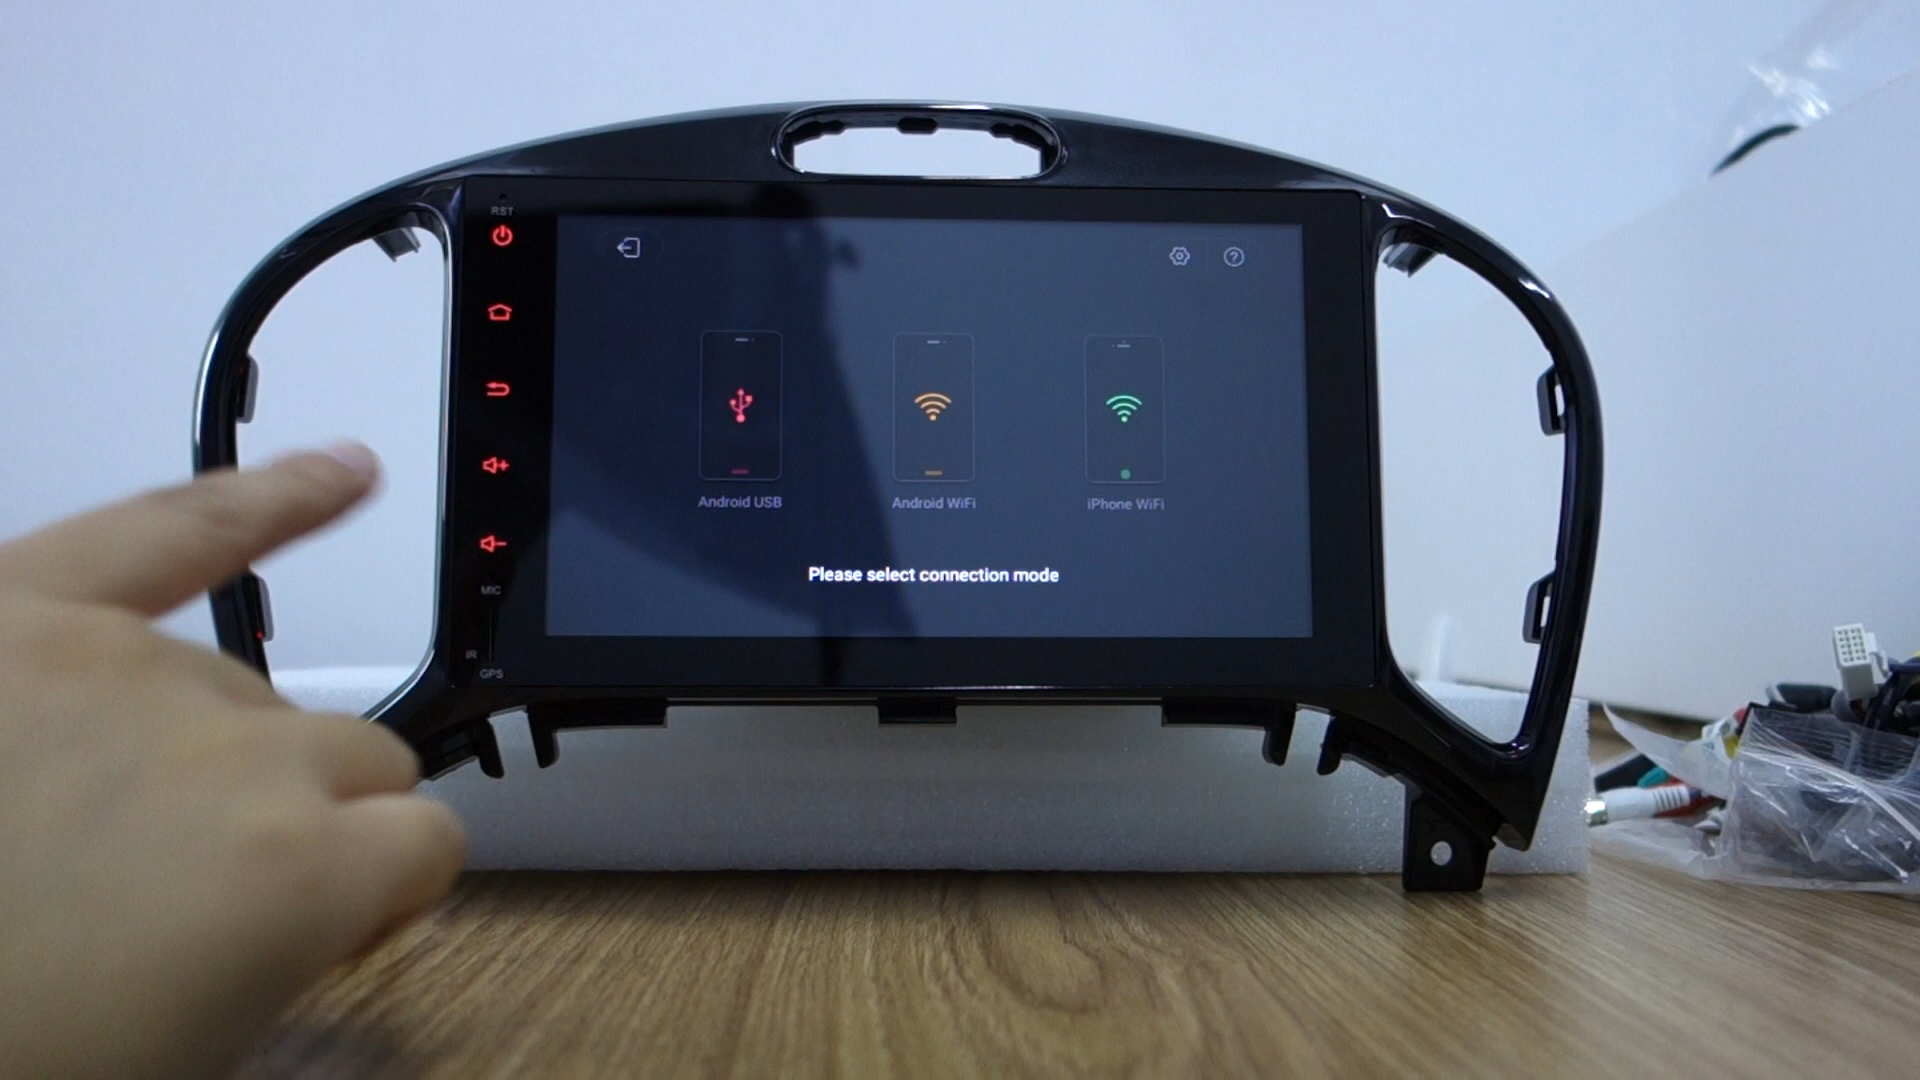 RST
Android USB
Android WiFi
iPhone WiFi
Please select connection mode
MIC
IR
GPS